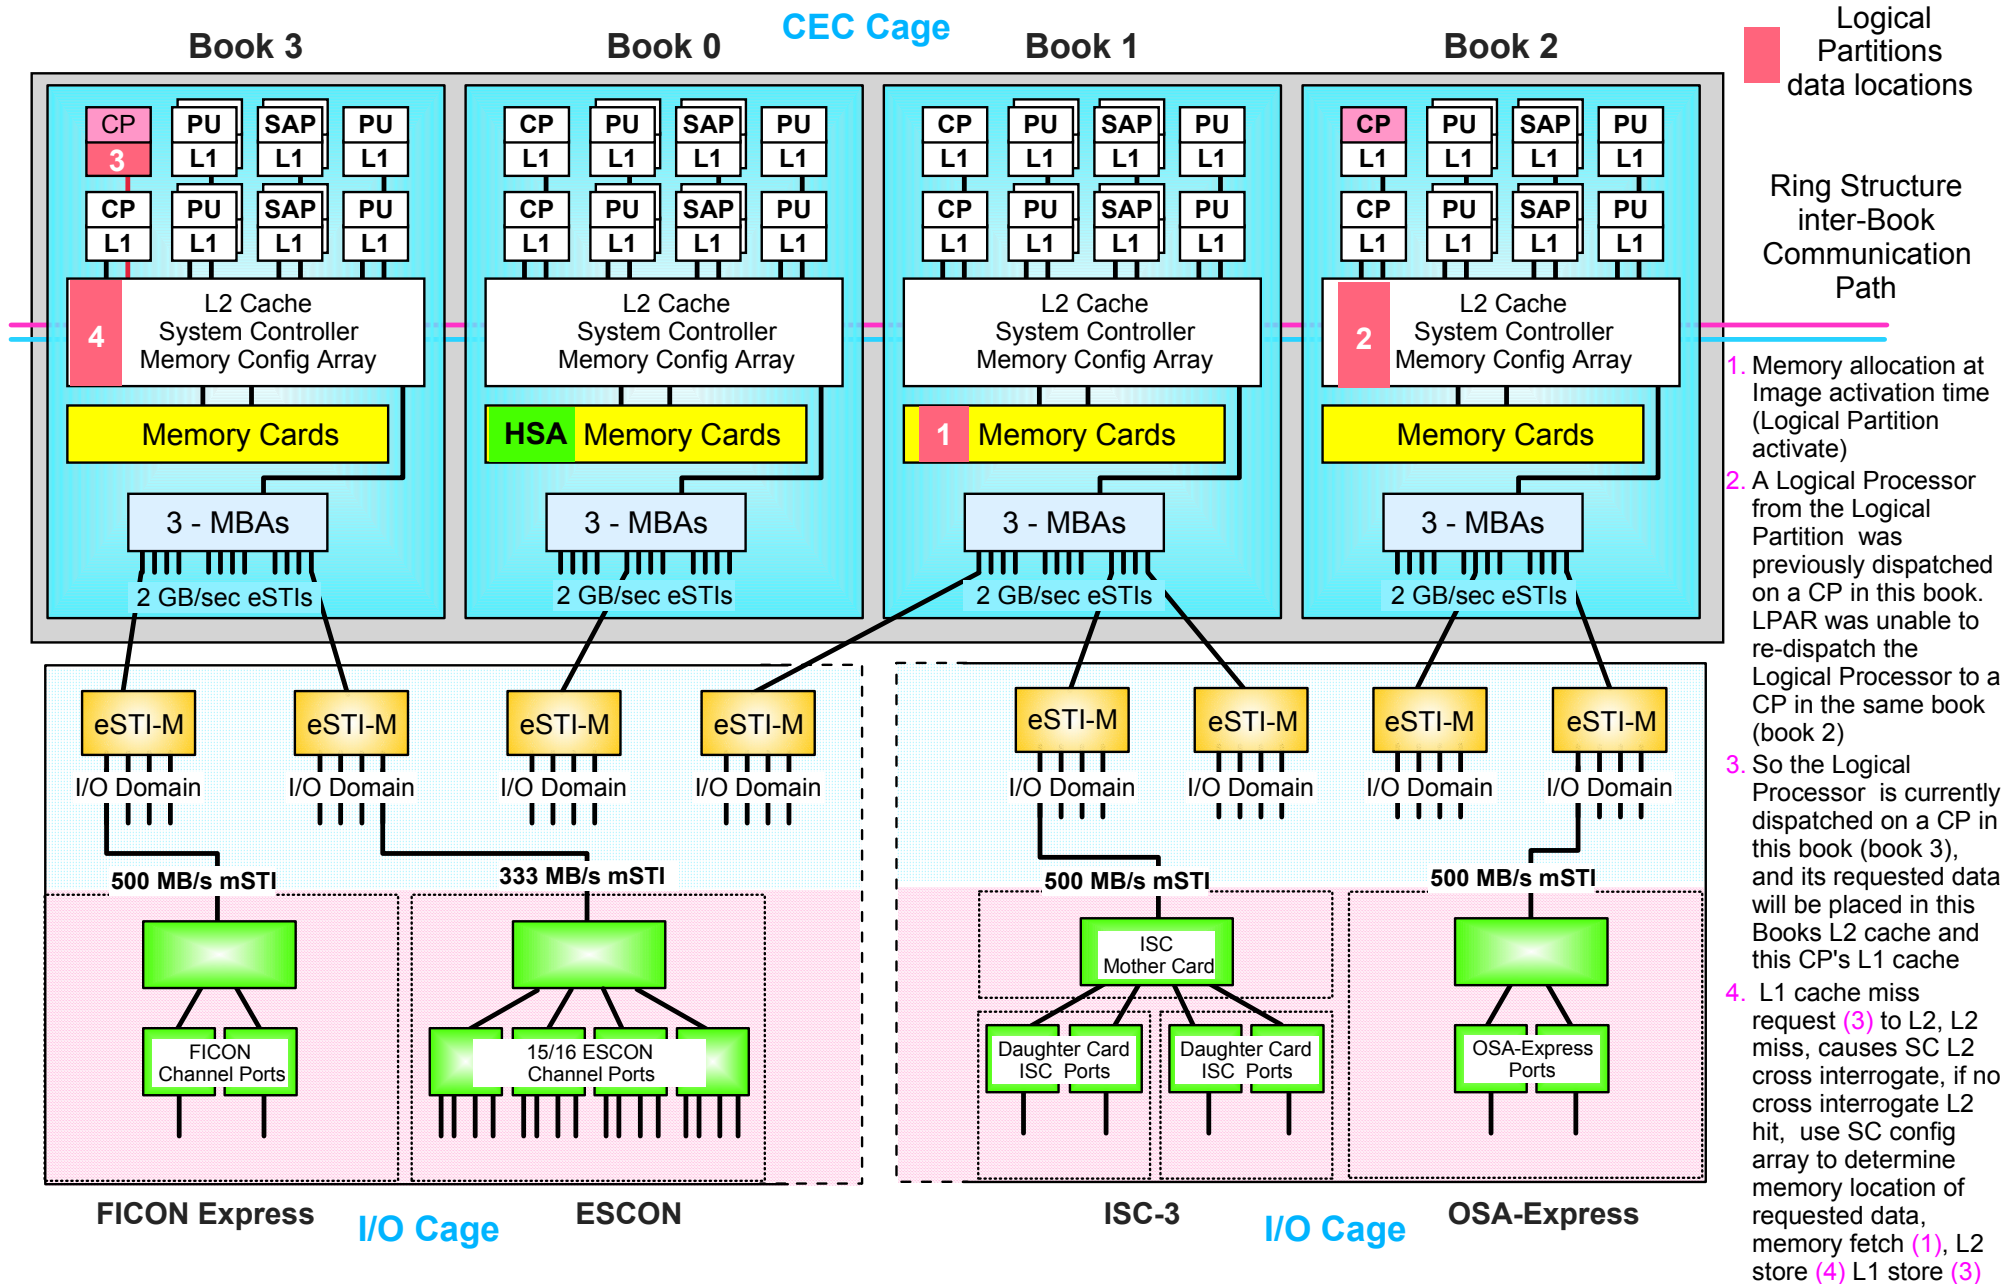 CEC Cage
Book 3
Book 0
Book 1
Book 2
Logical
Partitions
data locations
CP PU SAP PU
3 L1 L1 L1
CP PU SAP PU
L1 L1 L1 L1
L2 Cache
System Controller
Memory Config Array
4
Memory Cards
3 - MBAs
2 GB/sec eSTIs
CP PU SAP PU
L1 L1 L1 L1
CP PU SAP PU
L1 L1 L1 L1
L2 Cache
System Controller
Memory Config Array
HSA Memory Cards
3 - MBAs
2 GB/sec eSTIs
CP PU SAP PU
L1 L1 L1 L1
CP PU SAP PU
L1 L1 L1 L1
L2 Cache
System Controller
Memory Config Array
1 Memory Cards
3 - MBAs
2 GB/sec eSTIs
CP PU SAP PU
L1 L1 L1 L1
CP PU SAP PU
L1 L1 L1 L1
L2 Cache
System Controller
Memory Config Array
2
Memory Cards
3 - MBAs
2 GB/sec eSTIs
Ring Structure
inter-Book
Communication
Path
1. Memory allocation at
Image activation time
(Logical Partition
activate)
2. A Logical Processor
from the Logical
Partition was
previously dispatched
on a CP in this book.
LPAR was unable to
re-dispatch the
Logical Processor to a
CP in the same book
(book 2)
3. So the Logical
Processor is currently
dispatched on a CP in
this book (book 3),
and its requested data
will be placed in this
Books L2 cache and
this CP's L1 cache
4. L1 cache miss
request (3) to L2, L2
miss, causes SC L2
cross interrogate, if no
cross interrogate L2
hit, use SC config
array to determine
memory location of
requested data,
memory fetch (1), L2
store (4) L1 store (3)
eSTI-M eSTI-M eSTI-M eSTI-M
I/O Domain I/O Domain I/O Domain I/O Domain
500 MB/s mSTI
333 MB/s mSTI
FICON
Channel Ports
15/16 ESCON
Channel Ports
FICON Express
ESCON
I/O Cage
eSTI-M eSTI-M eSTI-M eSTI-M
I/O Domain I/O Domain I/O Domain I/O Domain
500 MB/s mSTI
500 MB/s mSTI
ISC
Mother Card
Daughter Card
ISC Ports
Daughter Card
ISC Ports
OSA-Express
Ports
ISC-3
OSA-Express
I/O Cage